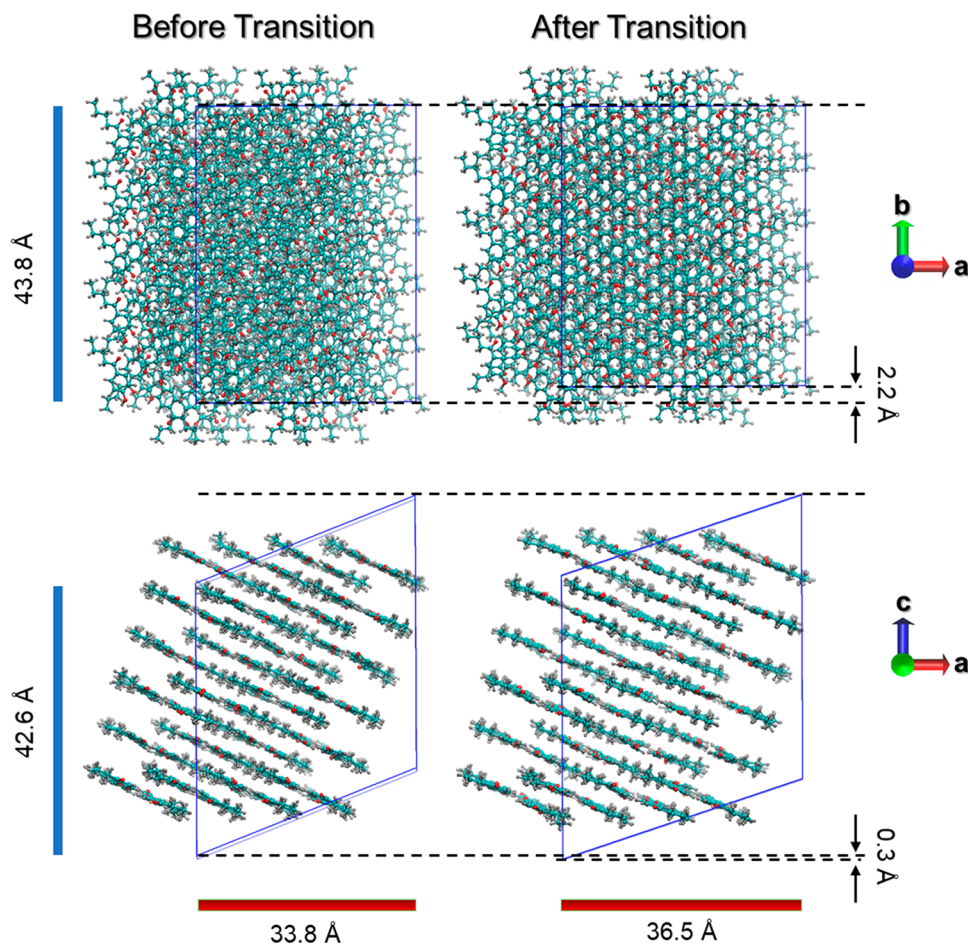 Before Transition
After Transition
43.8 Å
b
a
2.2 Å
42.6 Å
c
a
0.3 Å
33.8 Å
36.5 Å